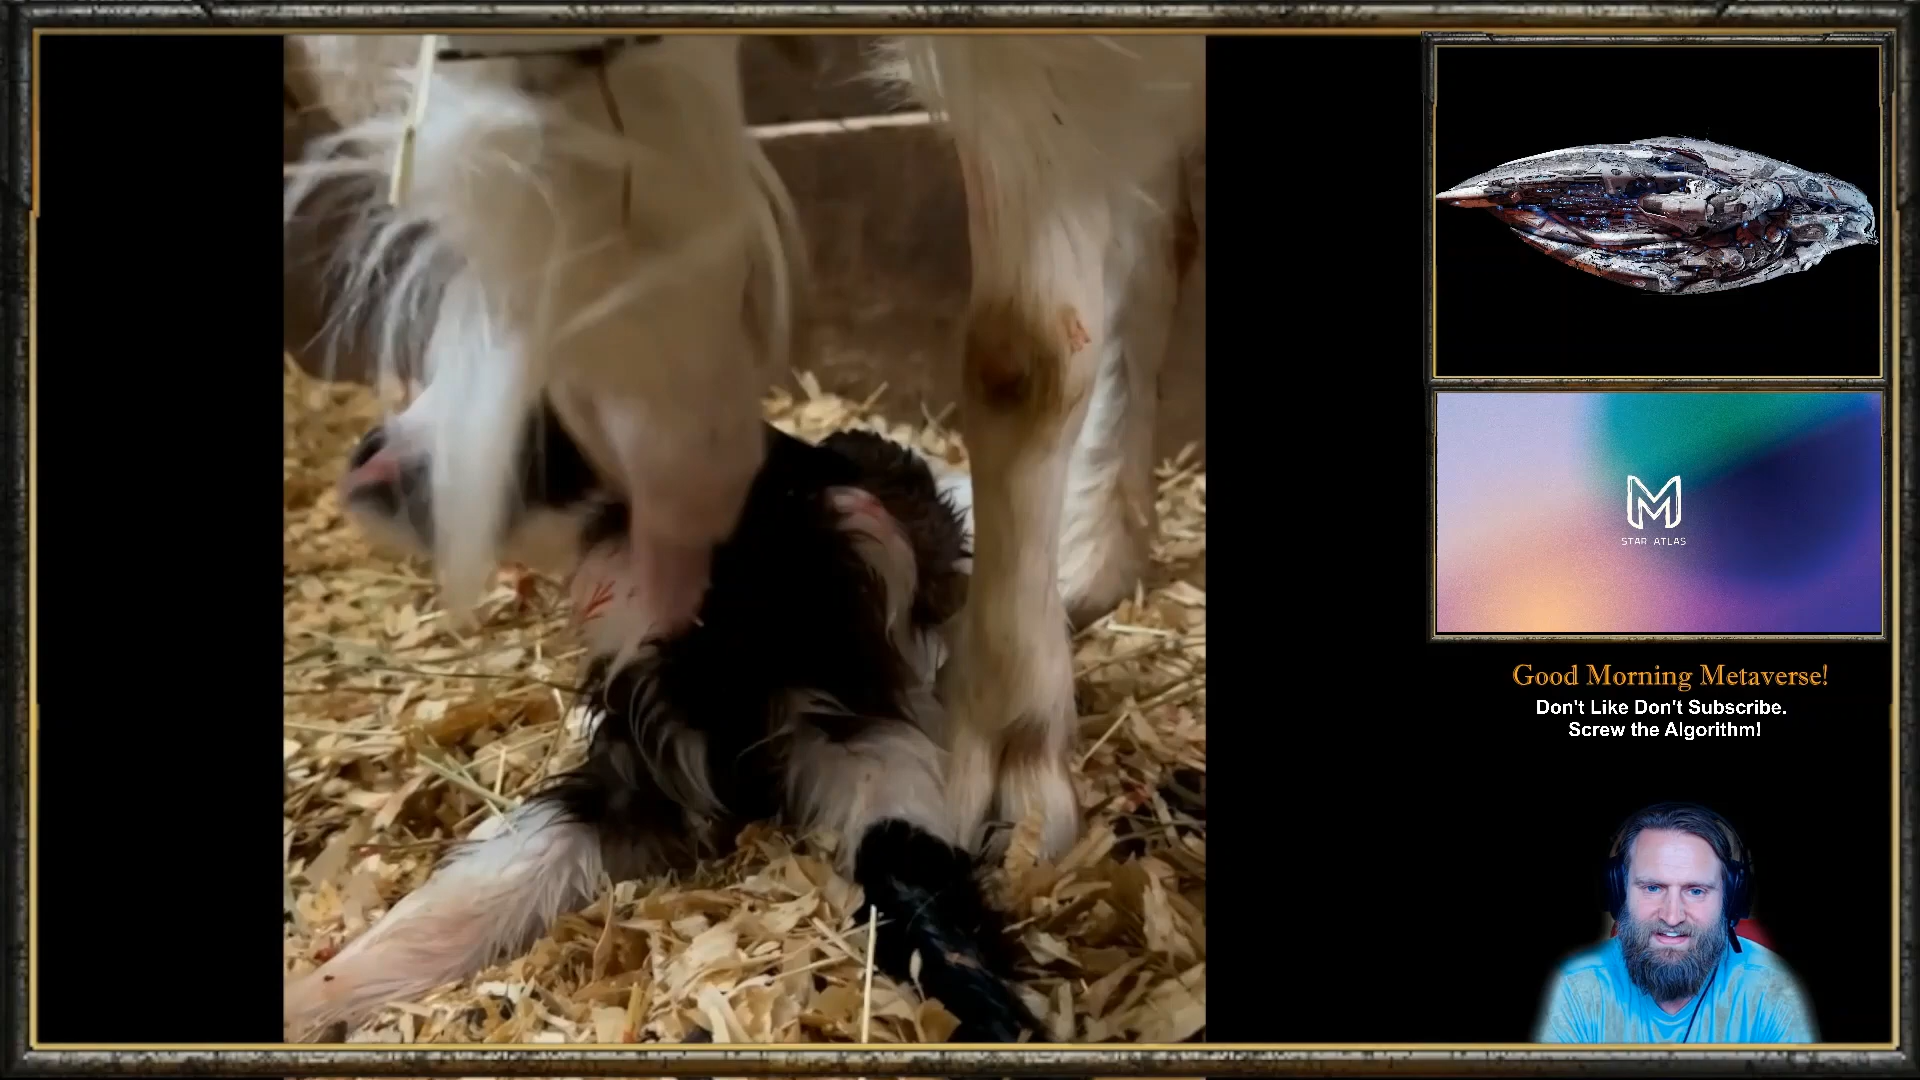 M
STAR ATLAS
Good Morning Metaverse!
Don't Like Don't Subscribe.
Screw the Algorithm!